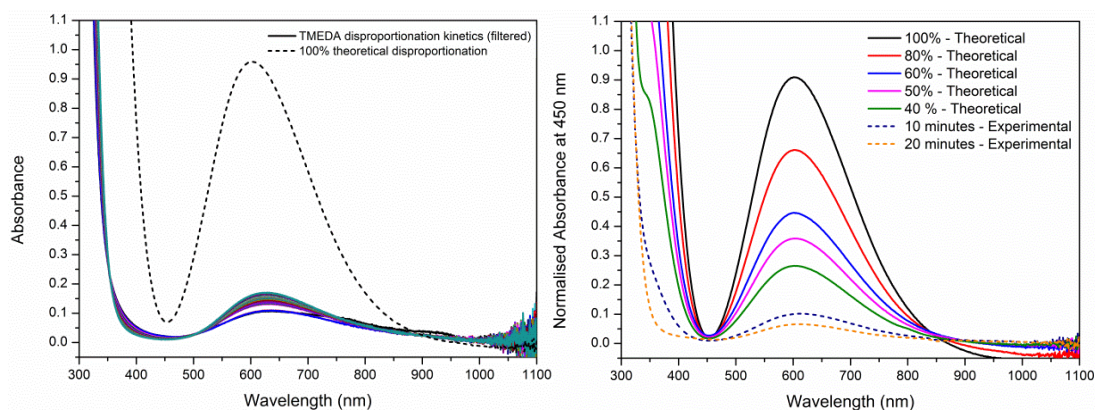 TMEDA disproportionation kinetics (filtered)
100% theoretical disproportionation
Absorbance
1.1
1.0
0.9
0.8
0.7
0.6
0.5
0.4
0.3
0.2
0.1
0.0
300 400 500 600 700 800 900 1000 1100
Wavelength (nm)
100% - Theoretical
80% - Theoretical
60% - Theoretical
50% - Theoretical
40 % - Theoretical
10 minutes - Experimental
20 minutes - Experimental
Normalised Absorbance at 450 nm
1.1
1.0
0.9
0.8
0.7
0.6
0.5
0.4
0.3
0.2
0.1
0.0
300 400 500 600 700 800 900 1000 1100
Wavelength (nm)